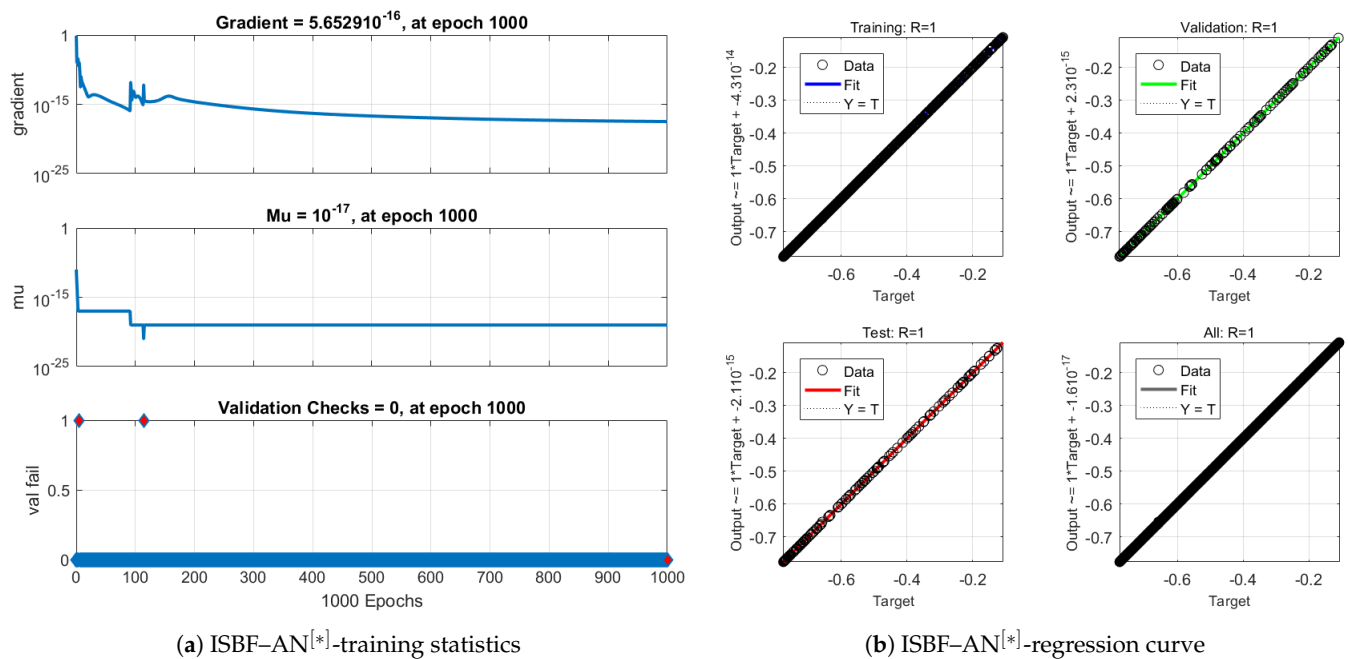 Gradient = 5.652910^-16, at epoch 1000
1
10^-15
10^-25
gradient
Mu = 10^-17, at epoch 1000
1
10^-15
10^-25
mu
Validation Checks = 0, at epoch 1000
1
0.5
0
val fail
0 100 200 300 400 500 600 700 800 900 1000
1000 Epochs
(a) ISBF–AN[*]-training statistics
Training: R=1
Data
Fit
Y = T
-0.2
-0.3
-0.4
-0.5
-0.6
-0.7
Output ~= 1*Target + -4.310^-14
-0.6 -0.4 -0.2
Target
Validation: R=1
Data
Fit
Y = T
-0.2
-0.3
-0.4
-0.5
-0.6
-0.7
Output ~= 1*Target + 2.310^-15
-0.6 -0.4 -0.2
Target
Test: R=1
Data
Fit
Y = T
-0.2
-0.3
-0.4
-0.5
-0.6
-0.7
Output ~= 1*Target + -2.110^-15
-0.6 -0.4 -0.2
Target
All: R=1
Data
Fit
Y = T
-0.2
-0.3
-0.4
-0.5
-0.6
-0.7
Output ~= 1*Target + -1.610^-17
-0.6 -0.4 -0.2
Target
(b) ISBF–AN[*]-regression curve